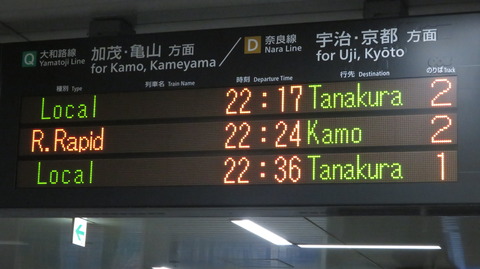 Q 大和路線 Yamatoji Line 加茂・亀山 方面 for Kamo, Kameyama / D 奈良線 Nara Line 宇治・京都 方面 for Uji, Kyōto
種別 Type 列車名 Train Name 時刻 Departure Time 行先 Destination のりば Track
Local 22:17 Tanakura 2
R.Rapid 22:24 Kamo 2
Local 22:36 Tanakura 1